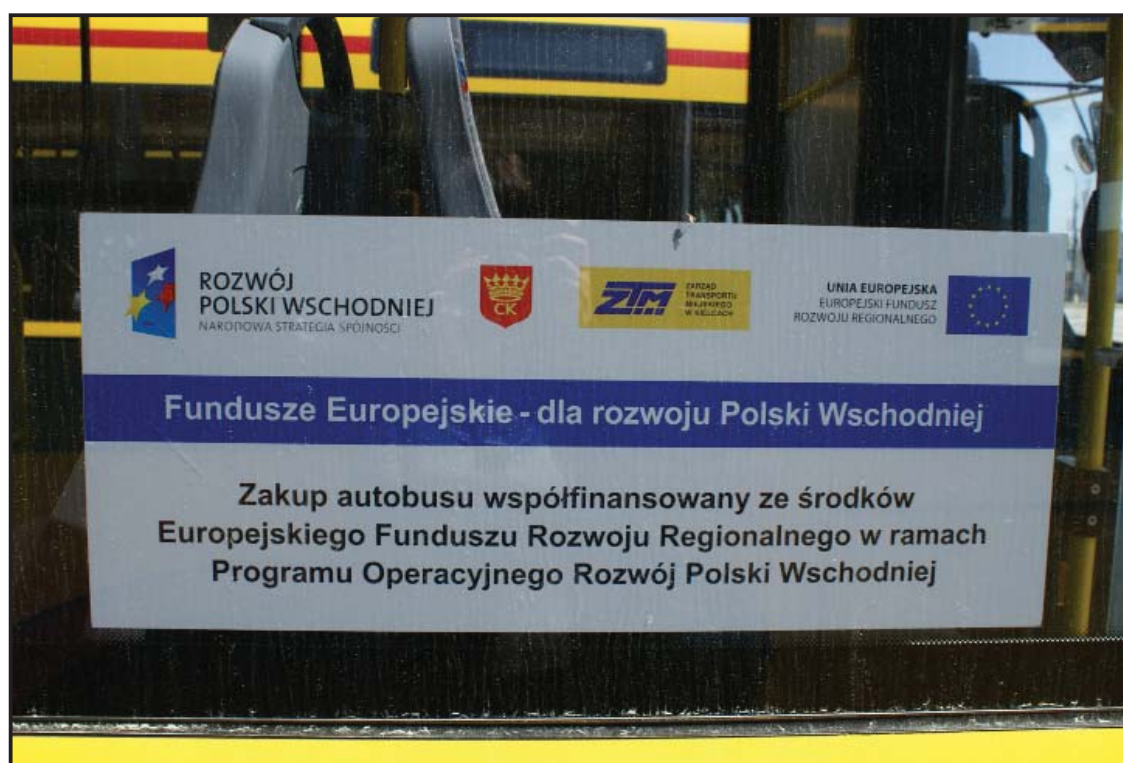 ROZWÓJ
POLSKI WSCHODNIEJ
NARODOWA STRATEGIA SPÓJNOŚCI
CK
ZTM
ZARZĄD
TRANSPORTU
MIEJSKIEGO
W KIELCACH
UNIA EUROPEJSKA
EUROPEJSKI FUNDUSZ
ROZWOJU REGIONALNEGO
Fundusze Europejskie - dla rozwoju Polski Wschodniej
Zakup autobusu współfinansowany ze środków
Europejskiego Funduszu Rozwoju Regionalnego w ramach
Programu Operacyjnego Rozwój Polski Wschodniej